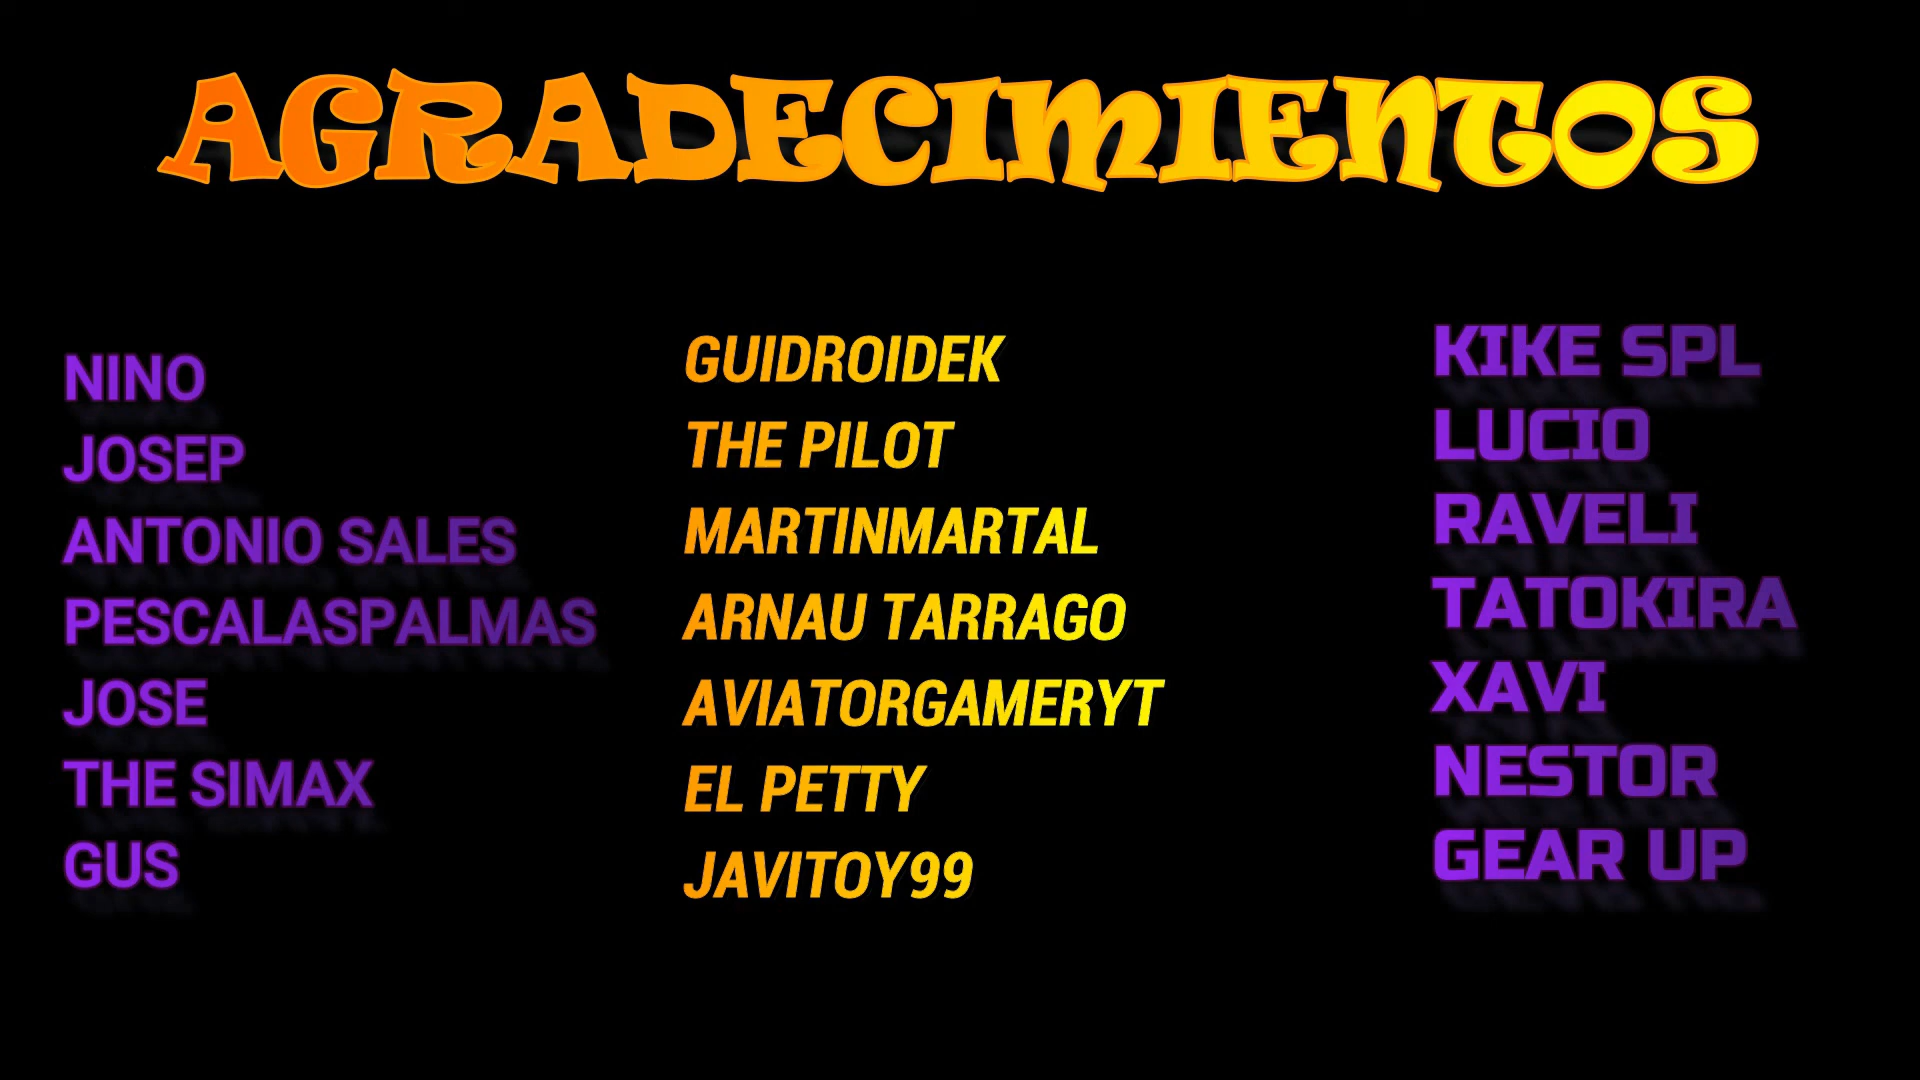 AGRADECIMIENTOS
NINO
JOSEP
ANTONIO SALES
PESCALASPALMAS
JOSE
THE SIMAX
GUS
GUIDROIDEK
THE PILOT
MARTINMARTAL
ARNAU TARRAGO
AVIATORGAMERYT
EL PETTY
JAVITOY99
KIKE SPL
LUCIO
RAVELI
TATOKIRA
XAVI
NESTOR
GEAR UP